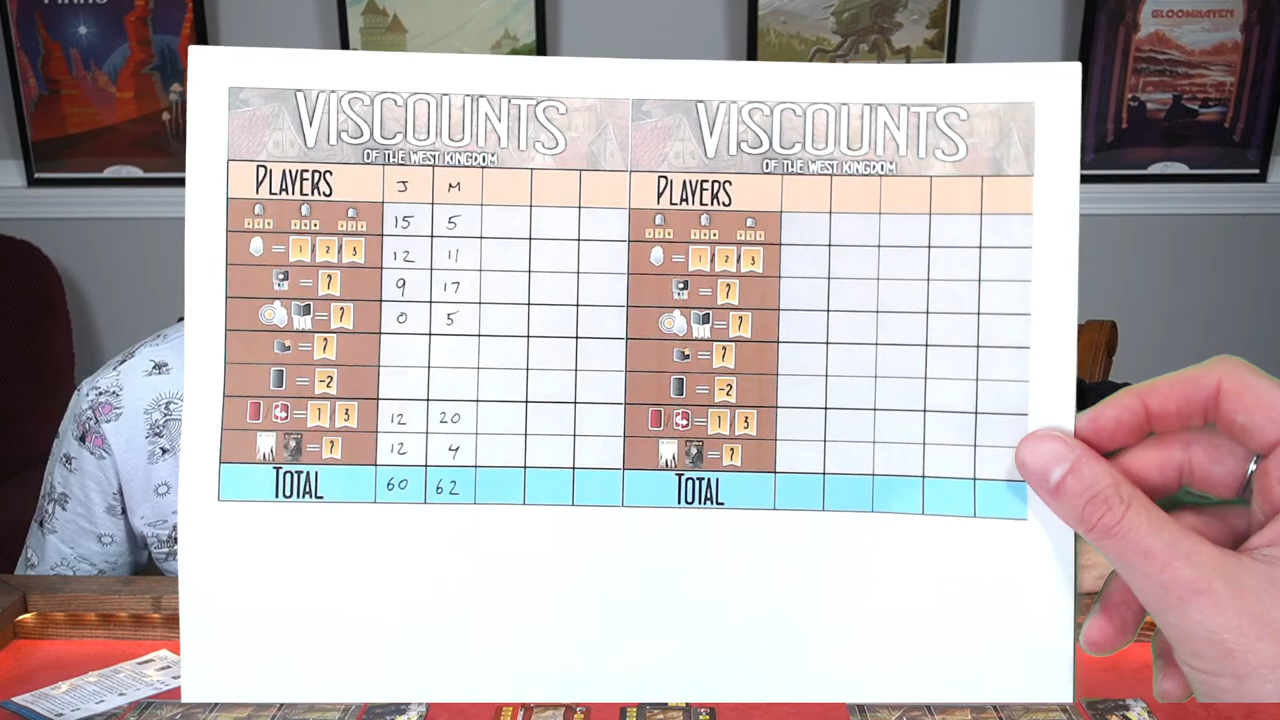 GLOOMHAVEN
VISCOUNTS
OF THE WEST KINGDOM
PLAYERS J M
15 5
= 1 / 2 / 3 12 11
= ? 9 17
= ? 0 5
= ?
= -2
/ = 1 3 12 20
= ? 12 4
TOTAL 60 62
VISCOUNTS
OF THE WEST KINGDOM
PLAYERS
= 1 / 2 / 3
= ?
= ?
= ?
= -2
/ = 1 3
= ?
TOTAL